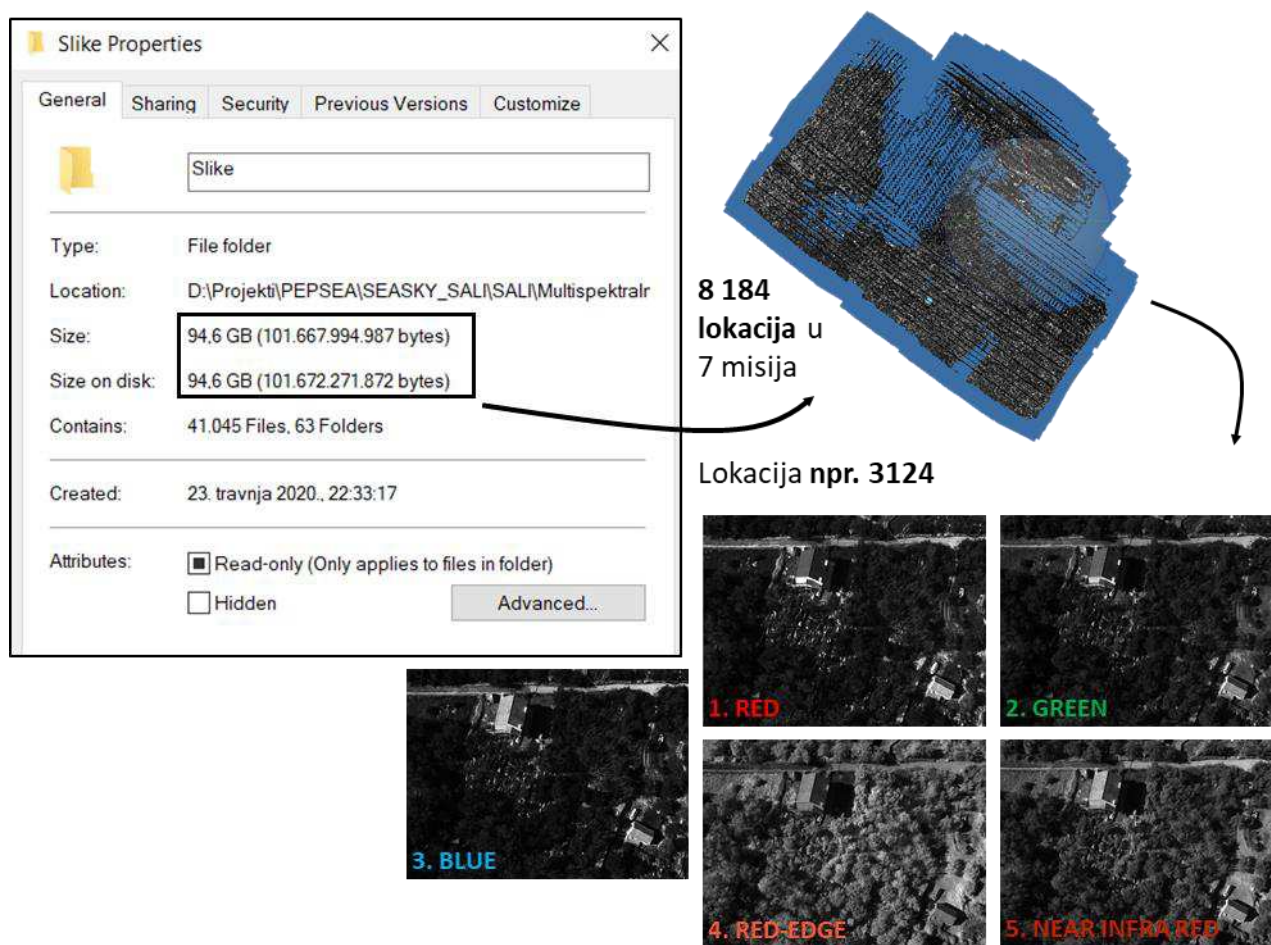 Slike Properties
General Sharing Security Previous Versions Customize
Slike
Type: File folder
Location: D:\Projekti\PEPSEA\SEASKY_SALI\SALI\Multispektralr
Size: 94,6 GB (101.667.994.987 bytes)
Size on disk: 94,6 GB (101.672.271.872 bytes)
Contains: 41.045 Files, 63 Folders
Created: 23. travnja 2020., 22:33:17
Attributes: Read-only (Only applies to files in folder)
Hidden Advanced...
8 184
lokacija u
7 misija
Lokacija npr. 3124
1. RED
2. GREEN
3. BLUE
4. RED-EDGE
5. NEAR INFRA RED